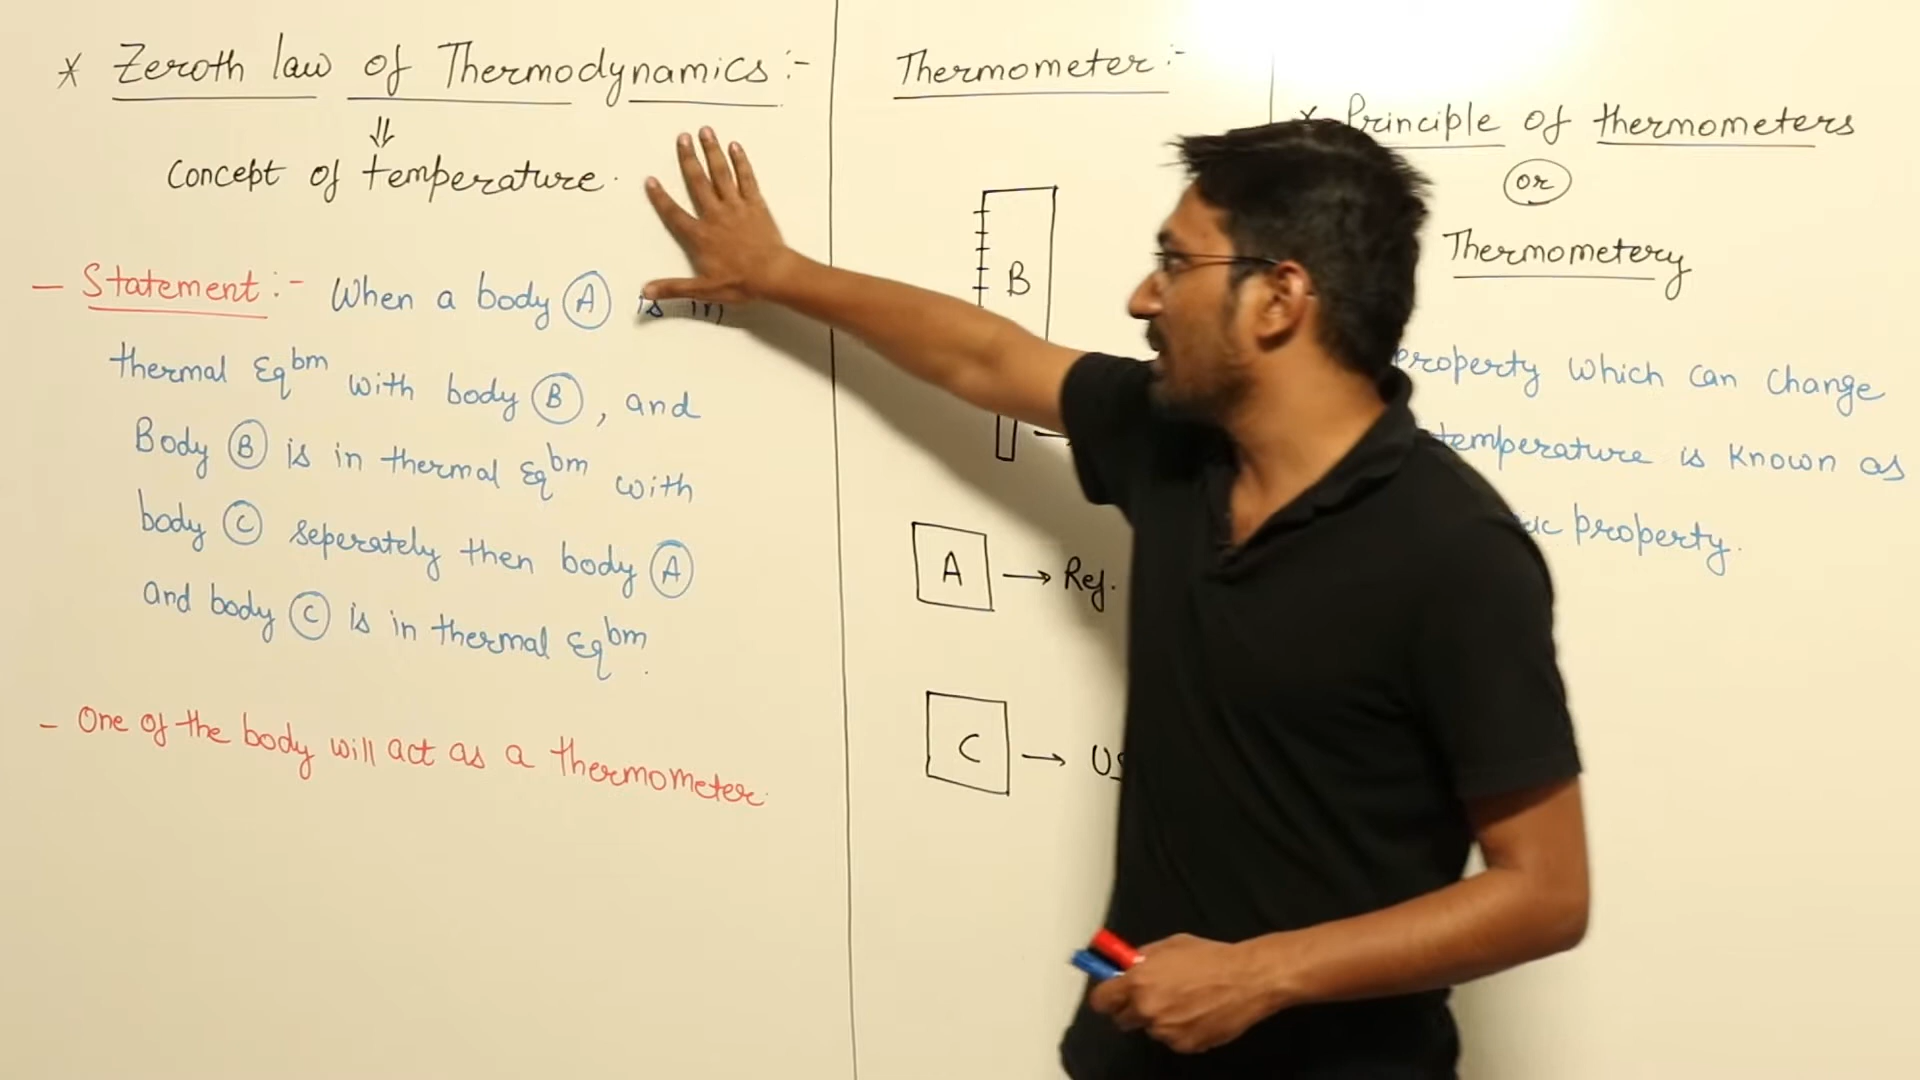 * Zeroth law of Thermodynamics:-
⇓
Concept of temperature.
- Statement:- When a body A is in
thermal Eqbm with body B, and
Body B is in thermal Eqbm with
body C seperately then body A
and body C is in thermal Eqbm.
- One of the body will act as a thermometer.
Thermometer:-
B
A → Ref.
C →
* Principle of thermometers
or
Thermometery
property which can change
temperature is known as
property.